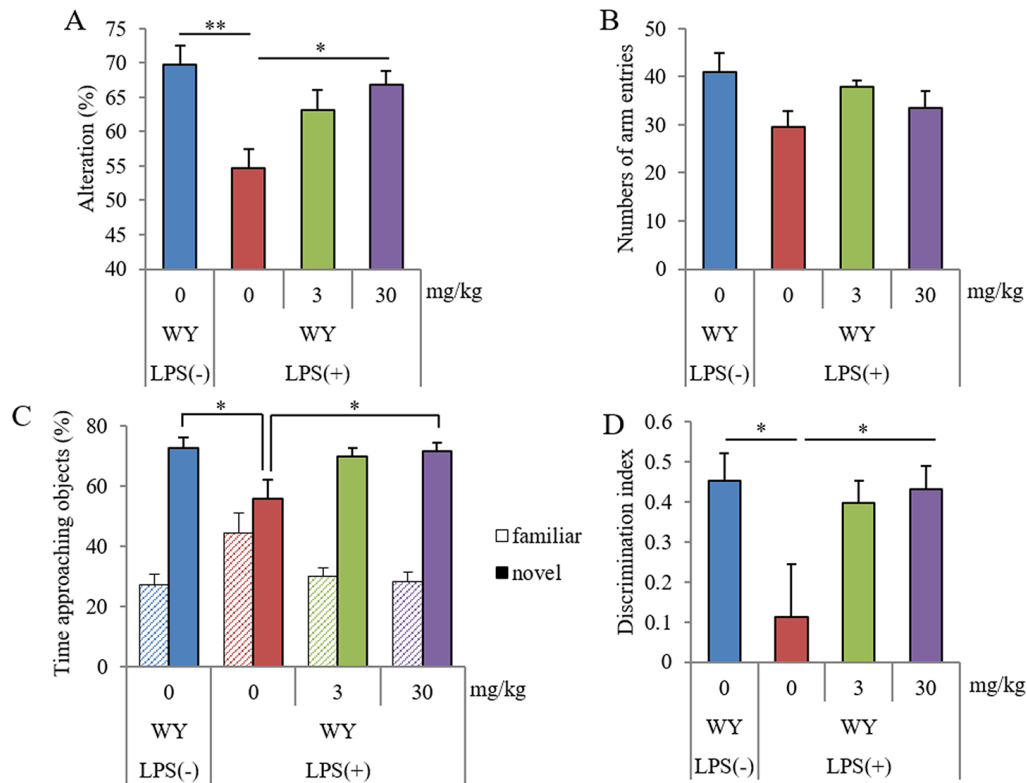 A
**
*
75
70
65
60
55
50
45
40
Alteration (%)
0 0 3 30 mg/kg
WY WY
LPS(-) LPS(+)
B
50
40
30
20
10
0
Numbers of arm entries
0 0 3 30 mg/kg
WY WY
LPS(-) LPS(+)
C
*
*
80
60
40
20
0
Time approaching objects (%)
familiar
novel
0 0 3 30 mg/kg
WY WY
LPS(-) LPS(+)
D
*
*
0.6
0.5
0.4
0.3
0.2
0.1
0
Discrimination index
0 0 3 30 mg/kg
WY WY
LPS(-) LPS(+)